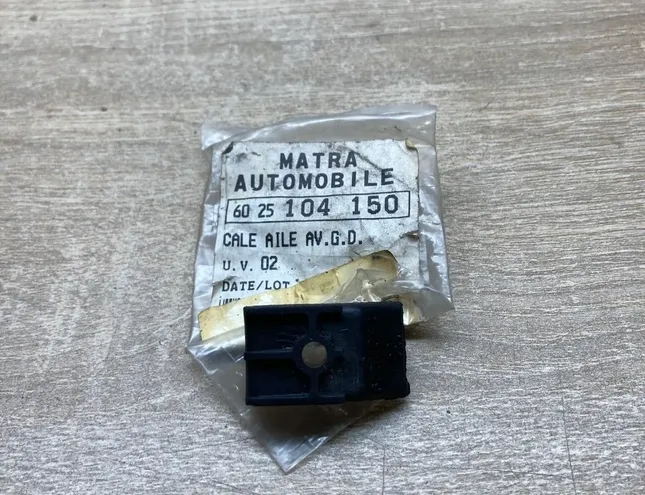 MATRA
AUTOMOBILE
60 25 104 150
CALE AILE AV.G.D.
U.V. 02
DATE/LOT